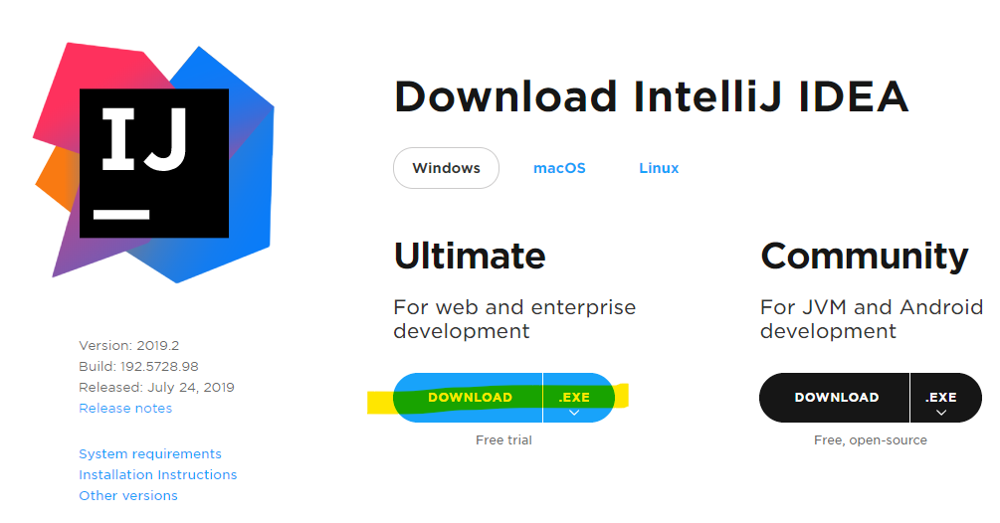 IJ
Download IntelliJ IDEA
Windows
macOS
Linux
Ultimate
For web and enterprise
development
DOWNLOAD
.EXE
Free trial
Community
For JVM and Android
development
DOWNLOAD
.EXE
Free, open-source
Version: 2019.2
Build: 192.5728.98
Released: July 24, 2019
Release notes
System requirements
Installation Instructions
Other versions